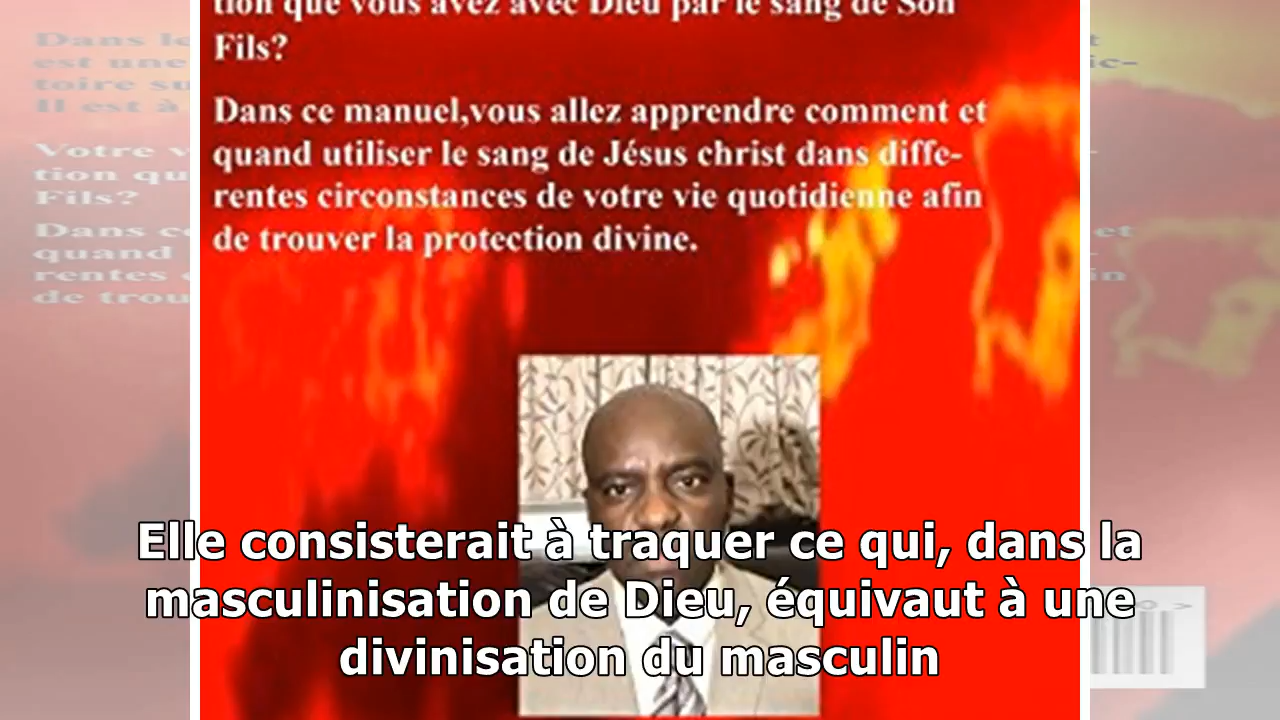 tion que vous avez avec Dieu par le sang de Son
Fils?
Dans ce manuel,vous allez apprendre comment et
quand utiliser le sang de Jésus christ dans diffe-
rentes circonstances de votre vie quotidienne afin
de trouver la protection divine.
Elle consisterait à traquer ce qui, dans la
masculinisation de Dieu, équivaut à une
divinisation du masculin